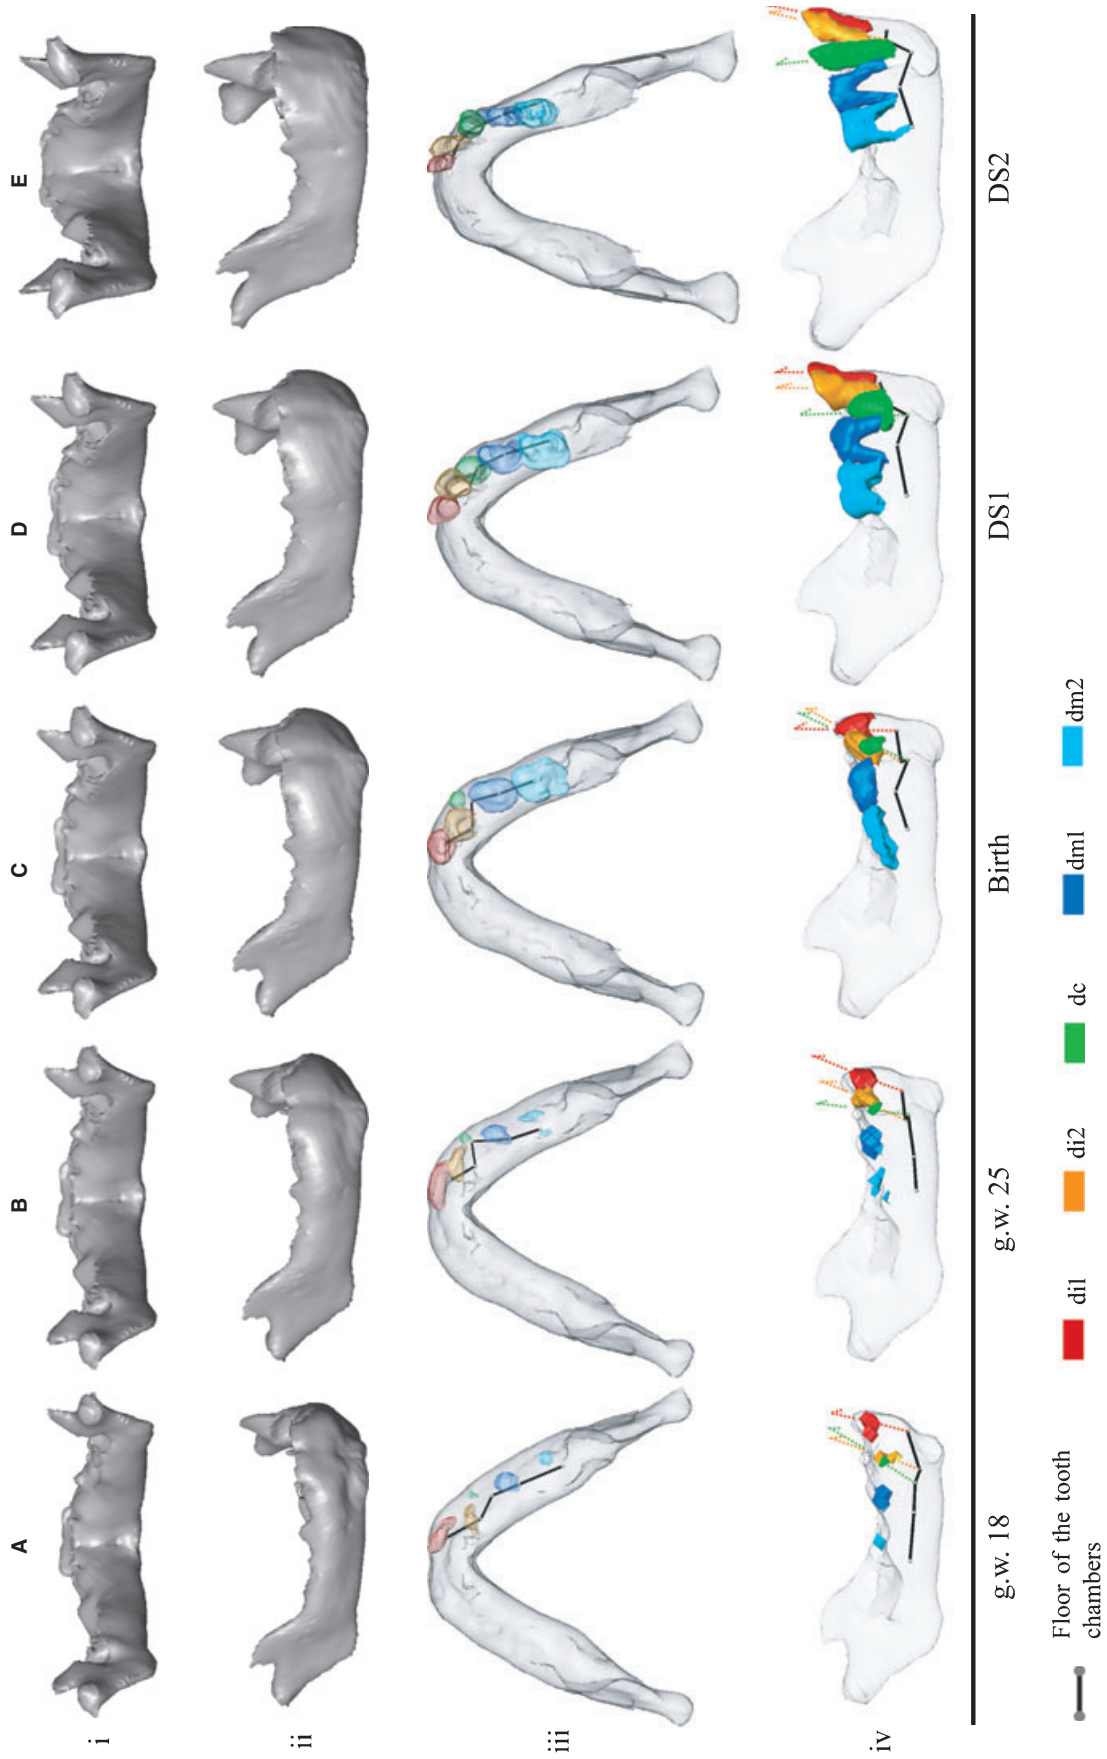 A
B
C
D
E
i
ii
iii
iv
g.w. 18
g.w. 25
Birth
DS1
DS2
Floor of the tooth
chambers
di1
di2
dc
dm1
dm2